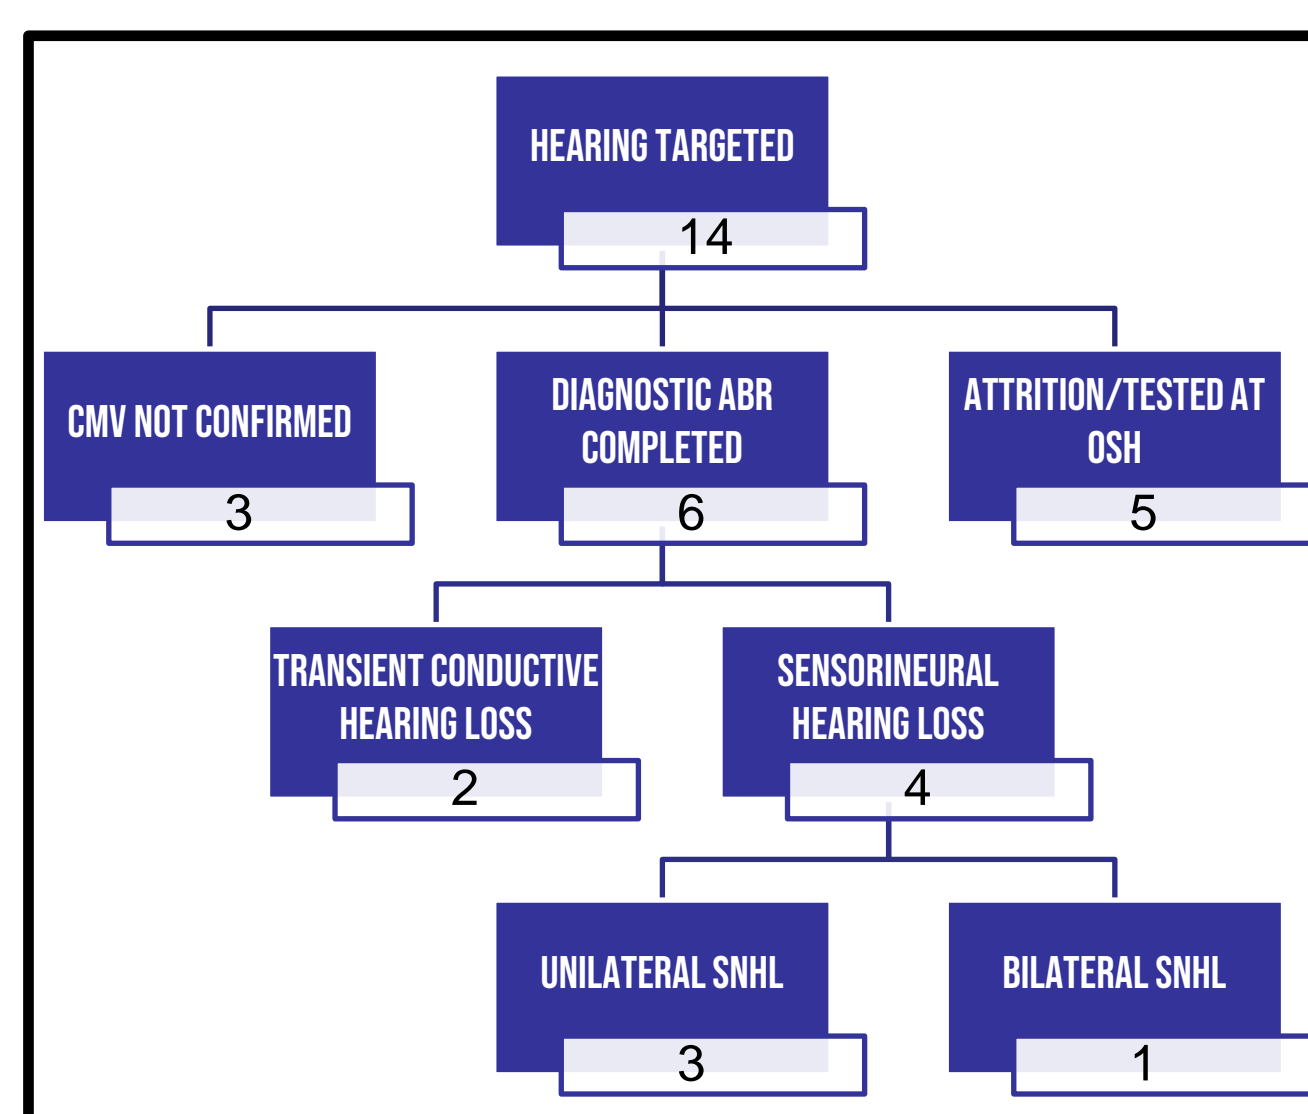 HEARING TARGETED
14
CMV NOT CONFIRMED
3
DIAGNOSTIC ABR
COMPLETED
6
ATTRITION/TESTED AT
OSH
5
TRANSIENT CONDUCTIVE
HEARING LOSS
2
SENSORINEURAL
HEARING LOSS
4
UNILATERAL SNHL
3
BILATERAL SNHL
1